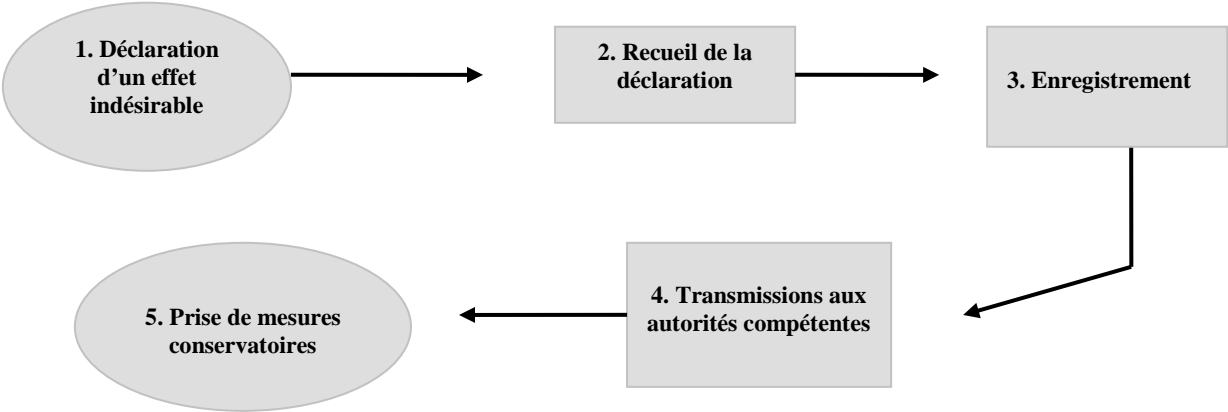 1. Déclaration
d’un effet
indésirable
2. Recueil de la
déclaration
3. Enregistrement
4. Transmissions aux
autorités compétentes
5. Prise de mesures
conservatoires